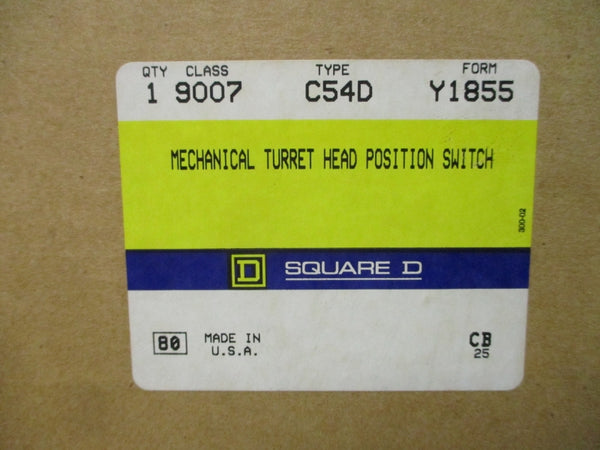 QTY CLASS TYPE FORM
1 9007 C54D Y1855
MECHANICAL TURRET HEAD POSITION SWITCH
300-02
D SQUARE D
80 MADE IN CB
U.S.A. 25